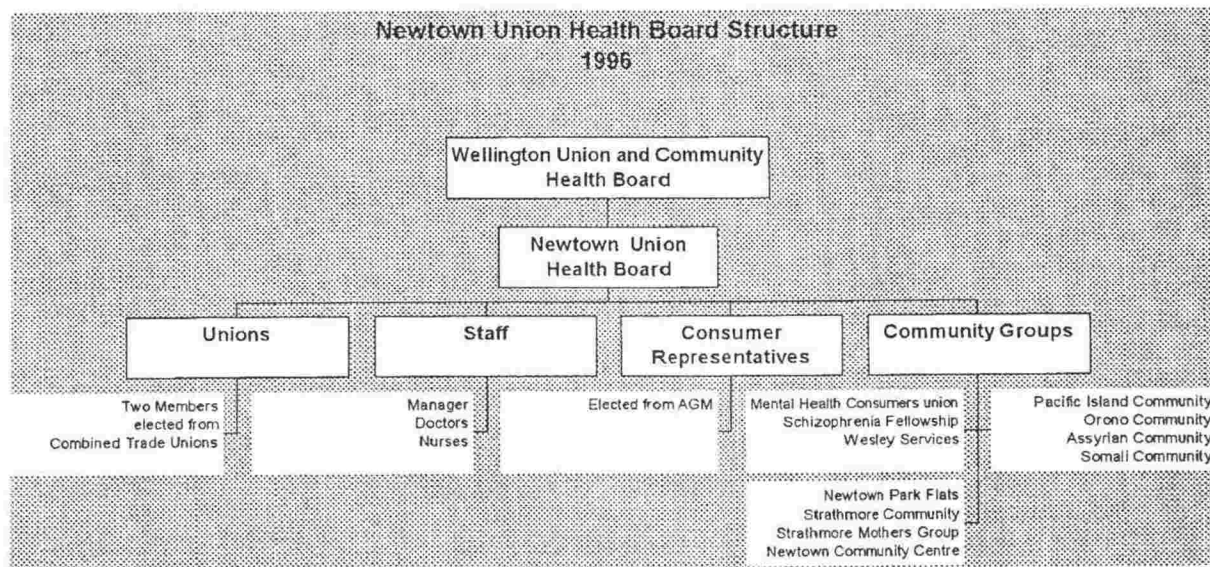 Newtown Union Health Board Structure
1996
Wellington Union and Community
Health Board
Newtown Union
Health Board
Unions
Staff
Consumer
Representatives
Community Groups
Two Members
elected from
Combined Trade Unions
Manager
Doctors
Nurses
Elected from AGM
Mental Health Consumers union
Schizophrenia Fellowship
Wesley Services
Pacific Island Community
Orono Community
Assyrian Community
Somali Community
Newtown Park Flats
Strathmore Community
Strathmore Mothers Group
Newtown Community Centre